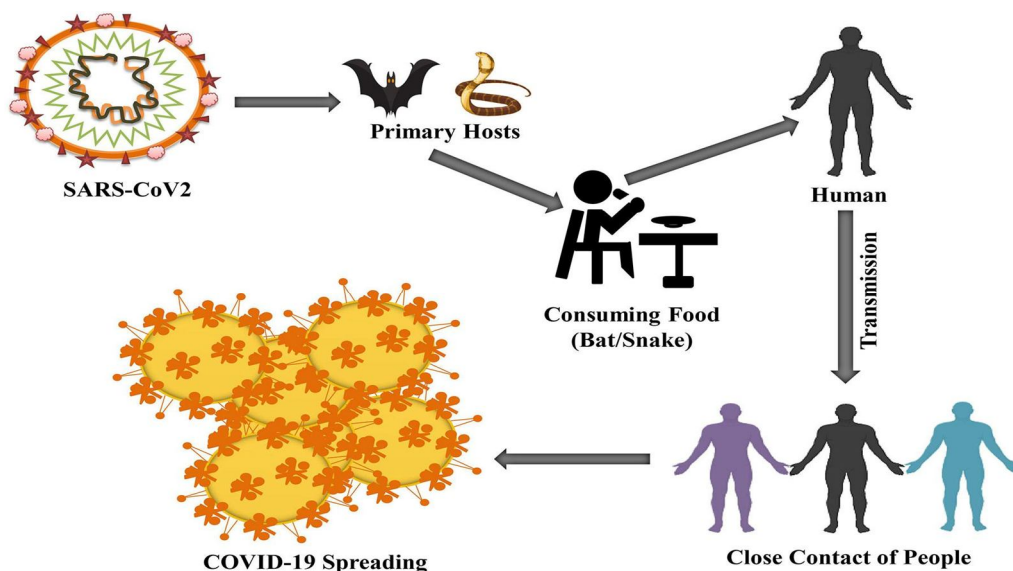 SARS-CoV2
Primary Hosts
Consuming Food
(Bat/Snake)
Human
Transmission
Close Contact of People
COVID-19 Spreading